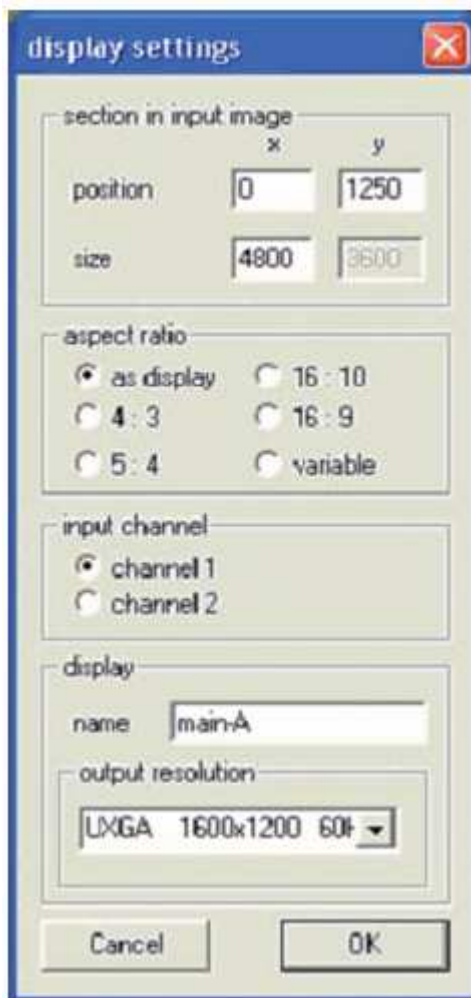 display settings
section in input image
x y
position 0 1250
size 4800 3600
aspect ratio
as display 16 : 10
4 : 3 16 : 9
5 : 4 variable
input channel
channel 1
channel 2
display
name main-A
output resolution
UXGA 1600x1200 60H
Cancel OK